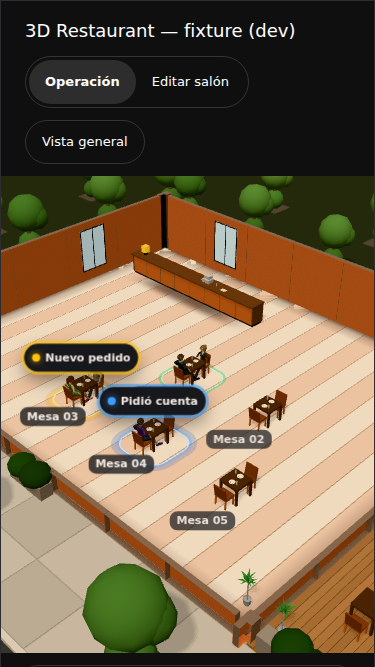 3D Restaurant — fixture (dev)
Operación
Editar salón
Vista general
Nuevo pedido
Pidió cuenta
Mesa 03
Mesa 02
Mesa 04
Mesa 05